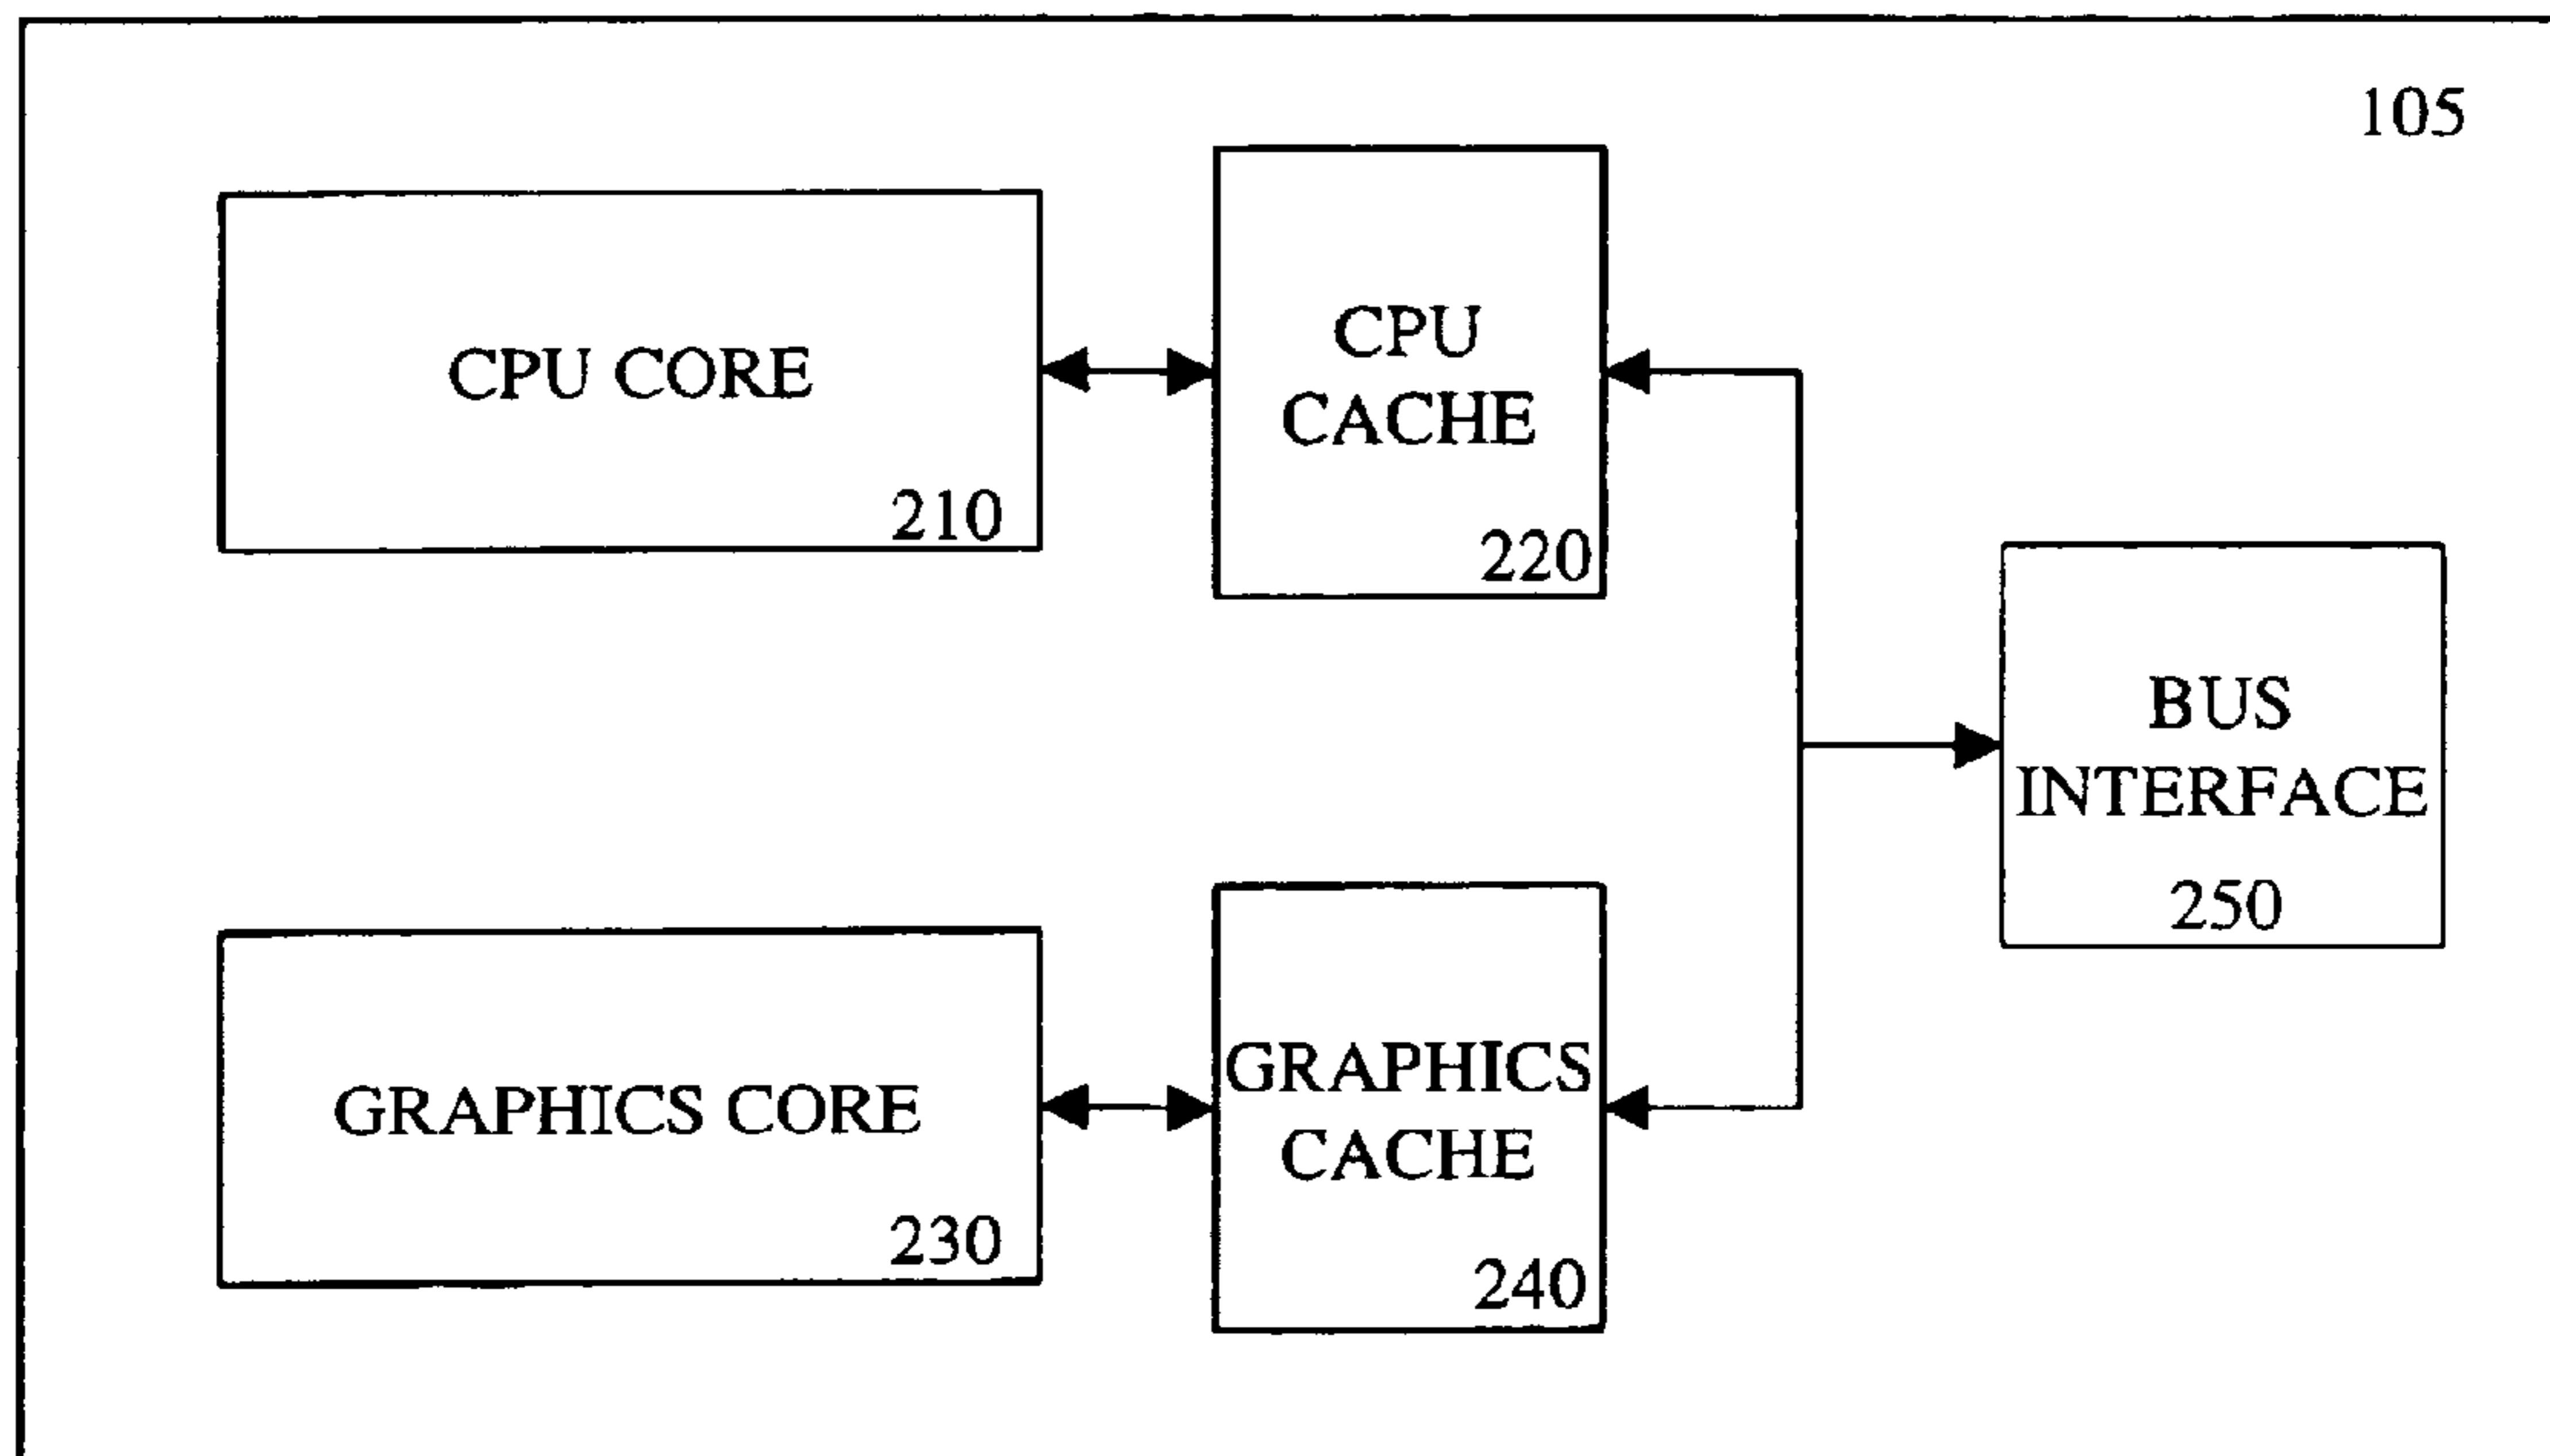 105
CPU CORE
210
CPU
CACHE
220
BUS
INTERFACE
250
GRAPHICS CORE
230
GRAPHICS
CACHE
240